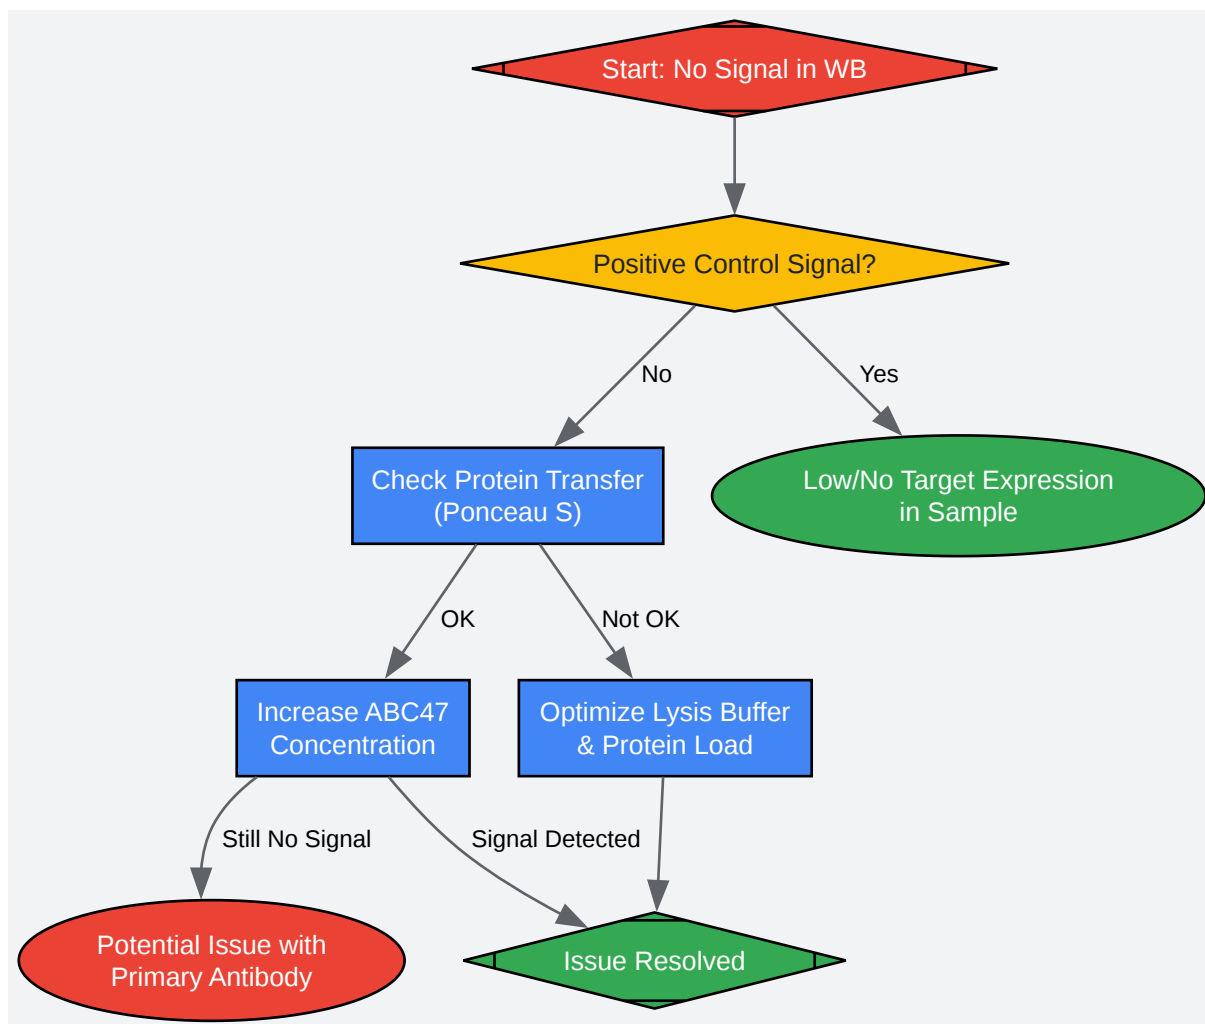 Start: No Signal in WB
Positive Control Signal?
No
Yes
Check Protein Transfer
(Ponceau S)
Low/No Target Expression
in Sample
OK
Not OK
Increase ABC47
Concentration
Optimize Lysis Buffer
& Protein Load
Still No Signal
Signal Detected
Potential Issue with
Primary Antibody
Issue Resolved